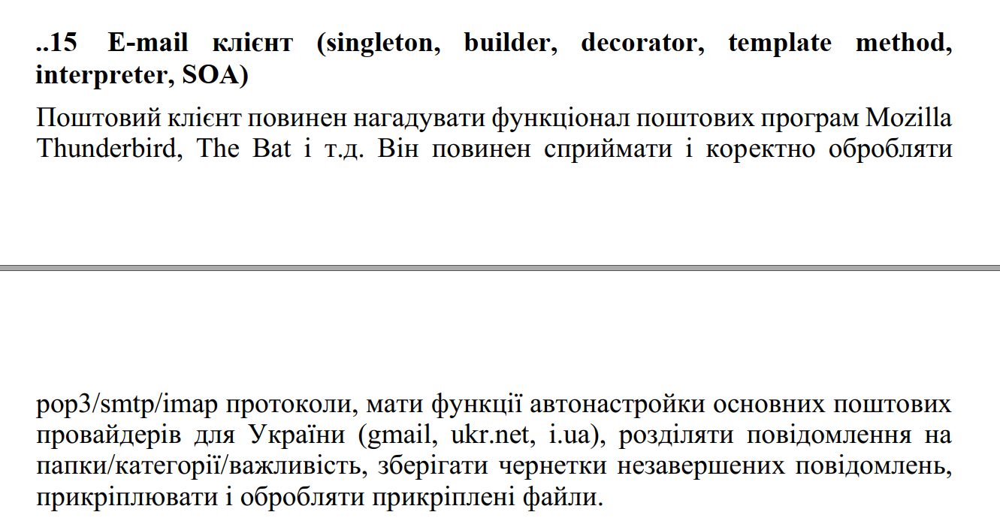 ..15 E-mail клієнт (singleton, builder, decorator, template method,
interpreter, SOA)
Поштовий клієнт повинен нагадувати функціонал поштових програм Mozilla
Thunderbird, The Bat і т.д. Він повинен сприймати і коректно обробляти
pop3/smtp/imap протоколи, мати функції автонастройки основних поштових
провайдерів для України (gmail, ukr.net, i.ua), розділяти повідомлення на
папки/категорії/важливість, зберігати чернетки незавершених повідомлень,
прикріплювати і обробляти прикріплені файли.